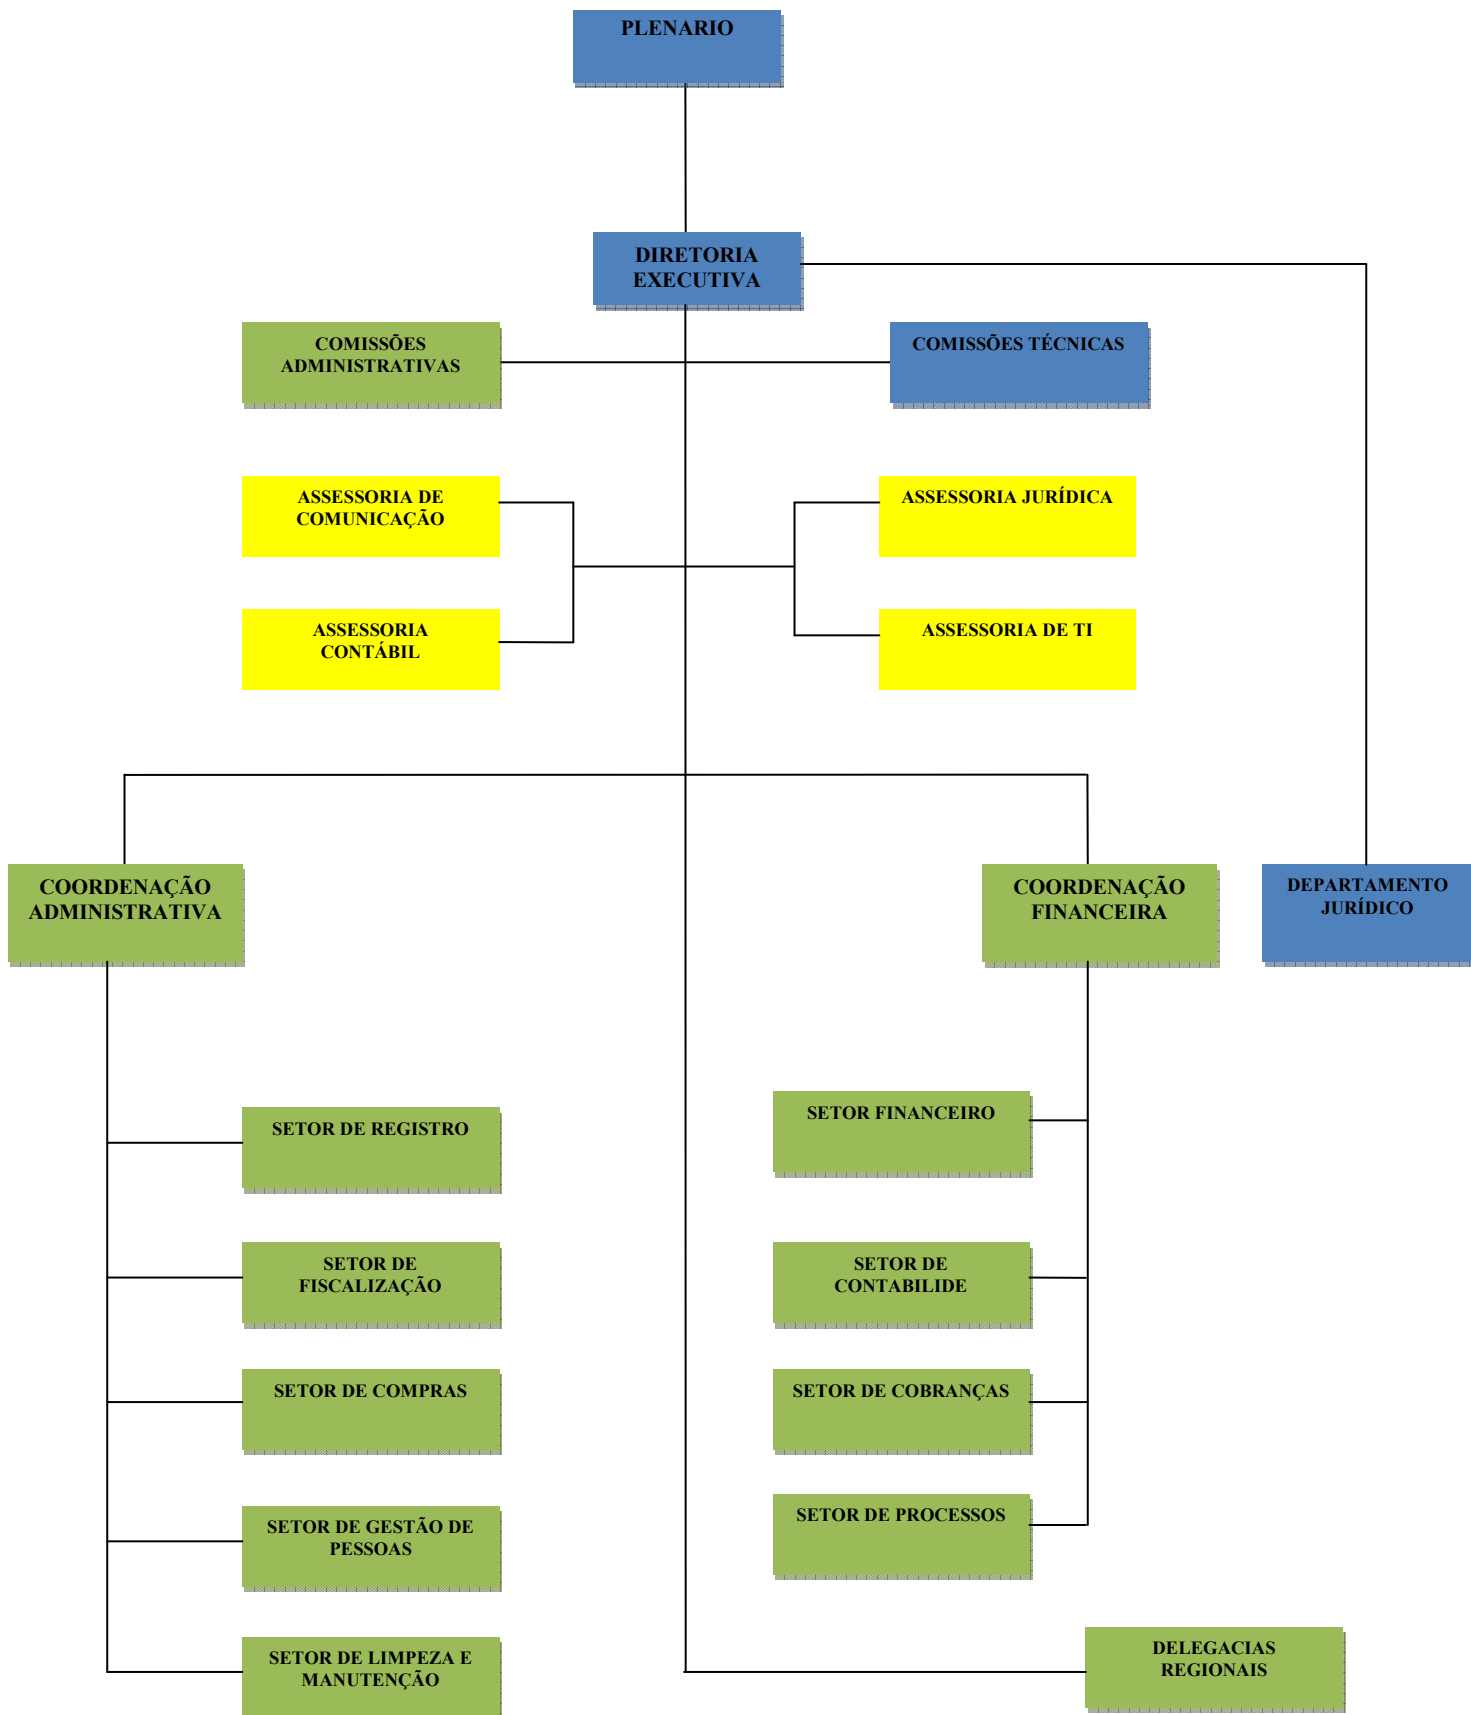 PLENARIO
DIRETORIA
EXECUTIVA
COMISSÕES
ADMINISTRATIVAS
COMISSÕES TÉCNICAS
ASSESSORIA DE
COMUNICAÇÃO
ASSESSORIA JURÍDICA
ASSESSORIA
CONTÁBIL
ASSESSORIA DE TI
COORDENAÇÃO
ADMINISTRATIVA
COORDENAÇÃO
FINANCEIRA
DEPARTAMENTO
JURÍDICO
SETOR DE REGISTRO
SETOR FINANCEIRO
SETOR DE
FISCALIZAÇÃO
SETOR DE
CONTABILIDE
SETOR DE COMPRAS
SETOR DE COBRANÇAS
SETOR DE GESTÃO DE
PESSOAS
SETOR DE PROCESSOS
SETOR DE LIMPEZA E
MANUTENÇÃO
DELEGACIAS
REGIONAIS